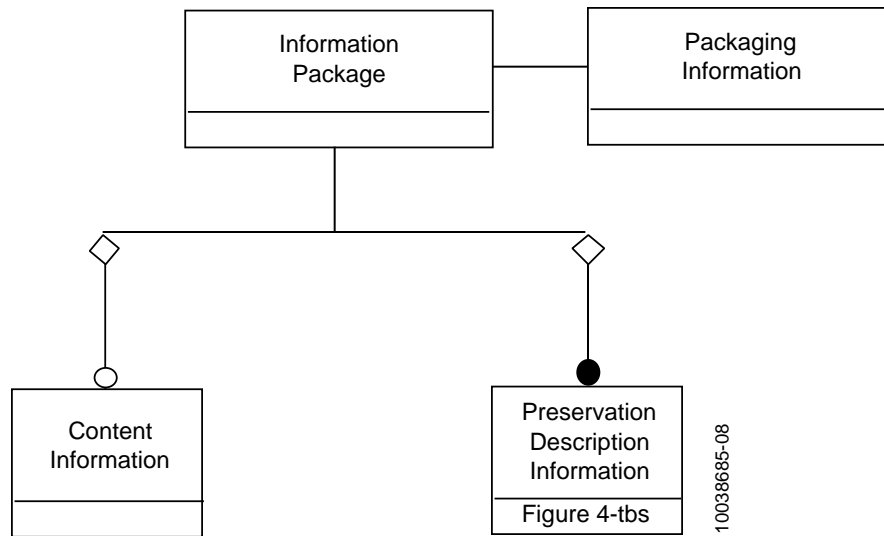 Information
Package
Packaging
Information
Content
Information
Preservation
Description
Information
Figure 4-tbs
10038685-08